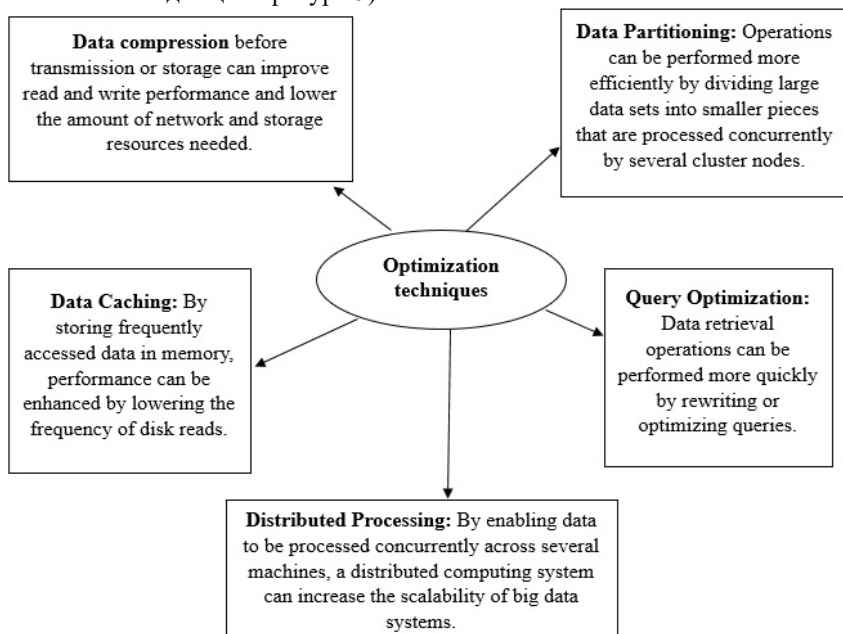 Data compression before
transmission or storage can improve
read and write performance and lower
the amount of network and storage
resources needed.
Data Partitioning: Operations
can be performed more
efficiently by dividing large
data sets into smaller pieces
that are processed concurrently
by several cluster nodes.
Optimization
techniques
Data Caching: By
storing frequently
accessed data in memory,
performance can be
enhanced by lowering the
frequency of disk reads.
Query Optimization:
Data retrieval
operations can be
performed more quickly
by rewriting or
optimizing queries.
Distributed Processing: By enabling data
to be processed concurrently across several
machines, a distributed computing system
can increase the scalability of big data
systems.